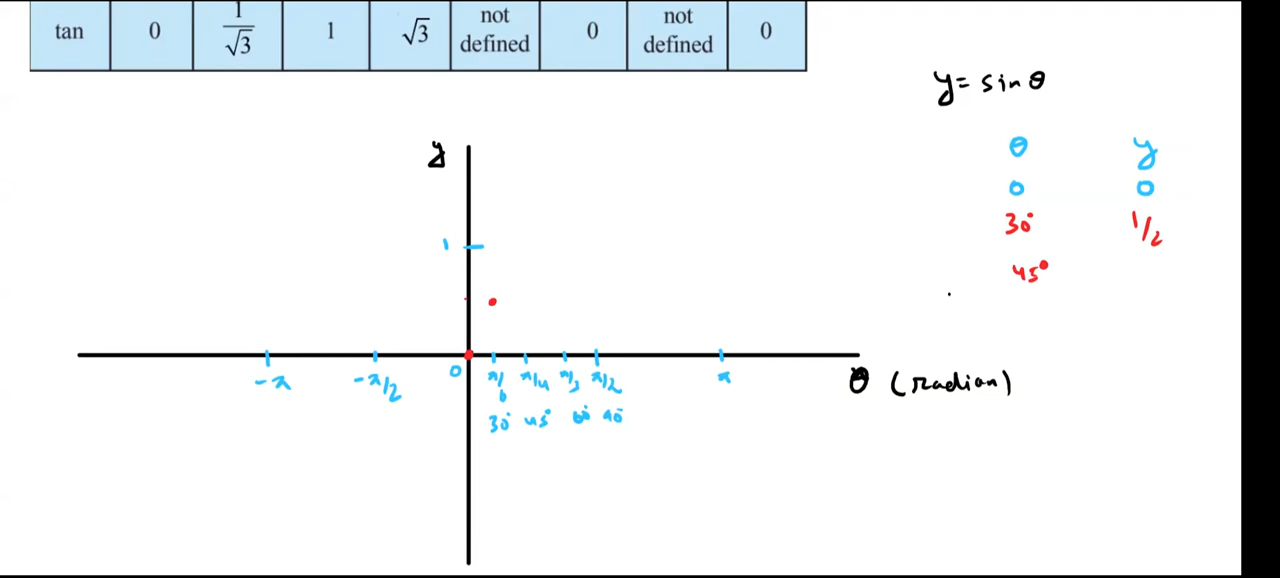 tan 0 1/√3 1 √3 not defined 0 not defined 0
y = sin θ
θ y
0 0
30° 1/2
45°
y
1
-π -π/2 0 π/6 π/4 π/3 π/2 π θ (radian)
30° 45° 60° 90°